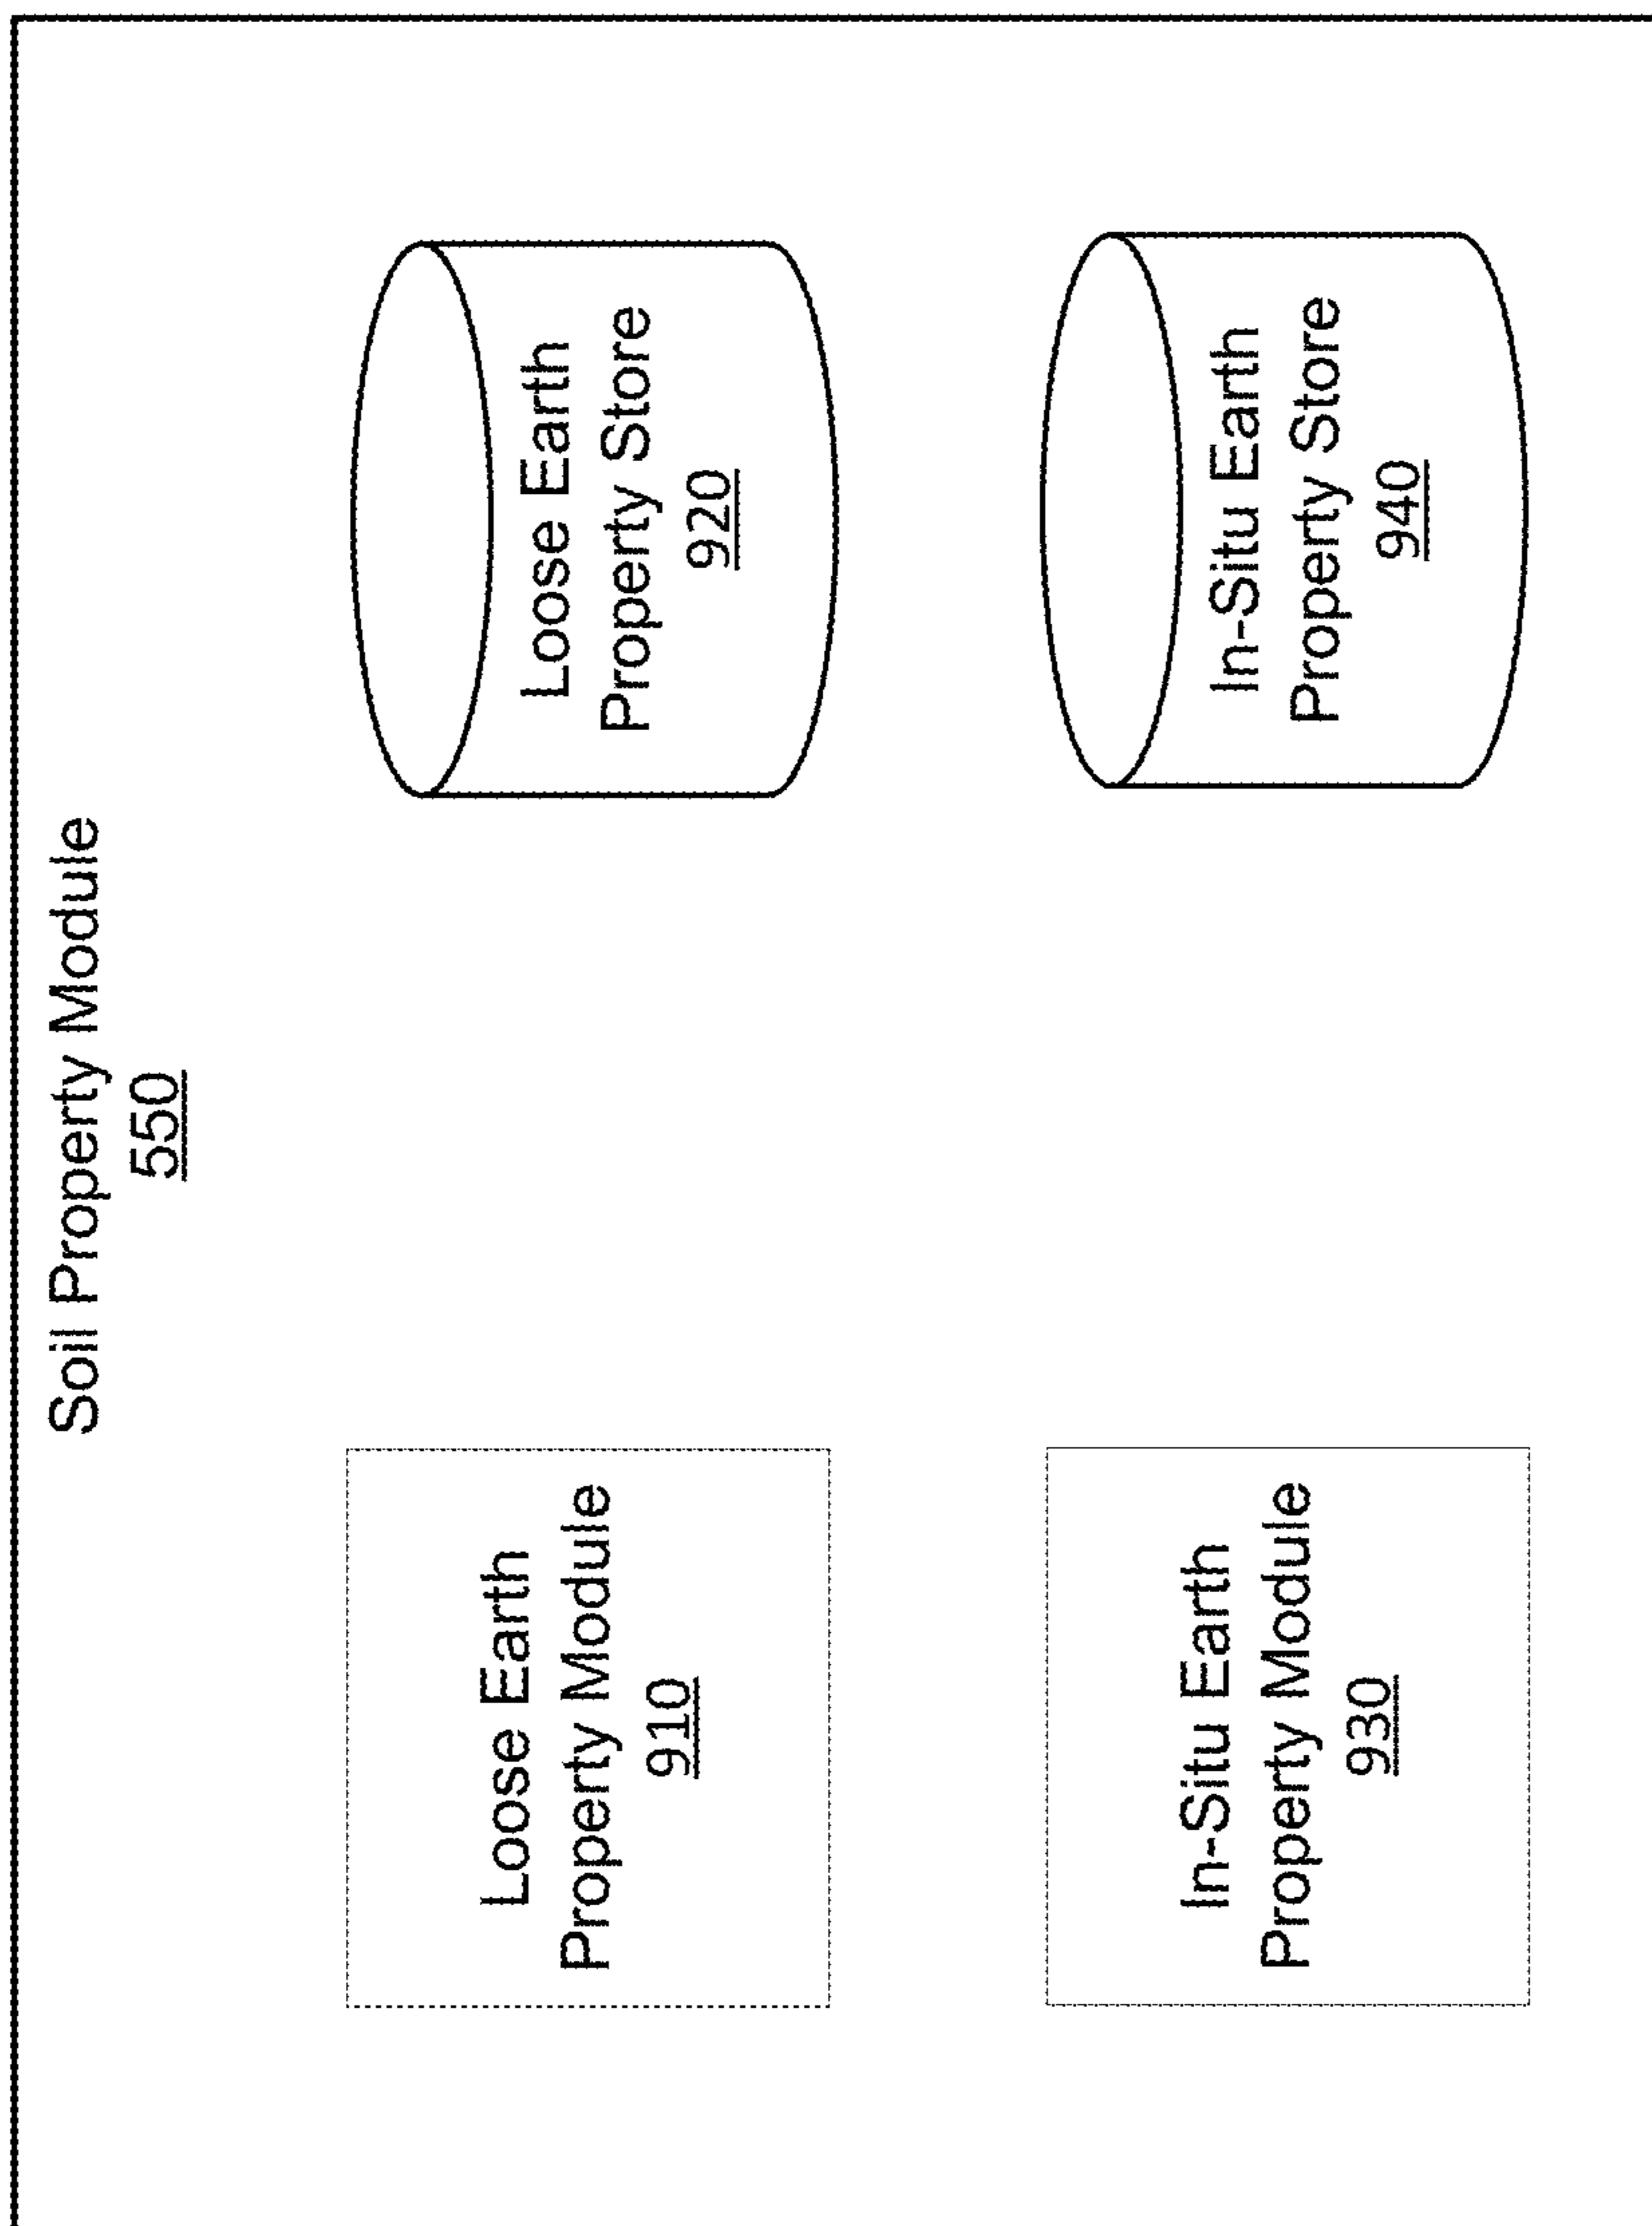 Soil Property Module
550
Loose Earth
Property Module
910
Loose Earth
Property Store
920
In-Situ Earth
Property Module
930
In-Situ Earth
Property Store
940